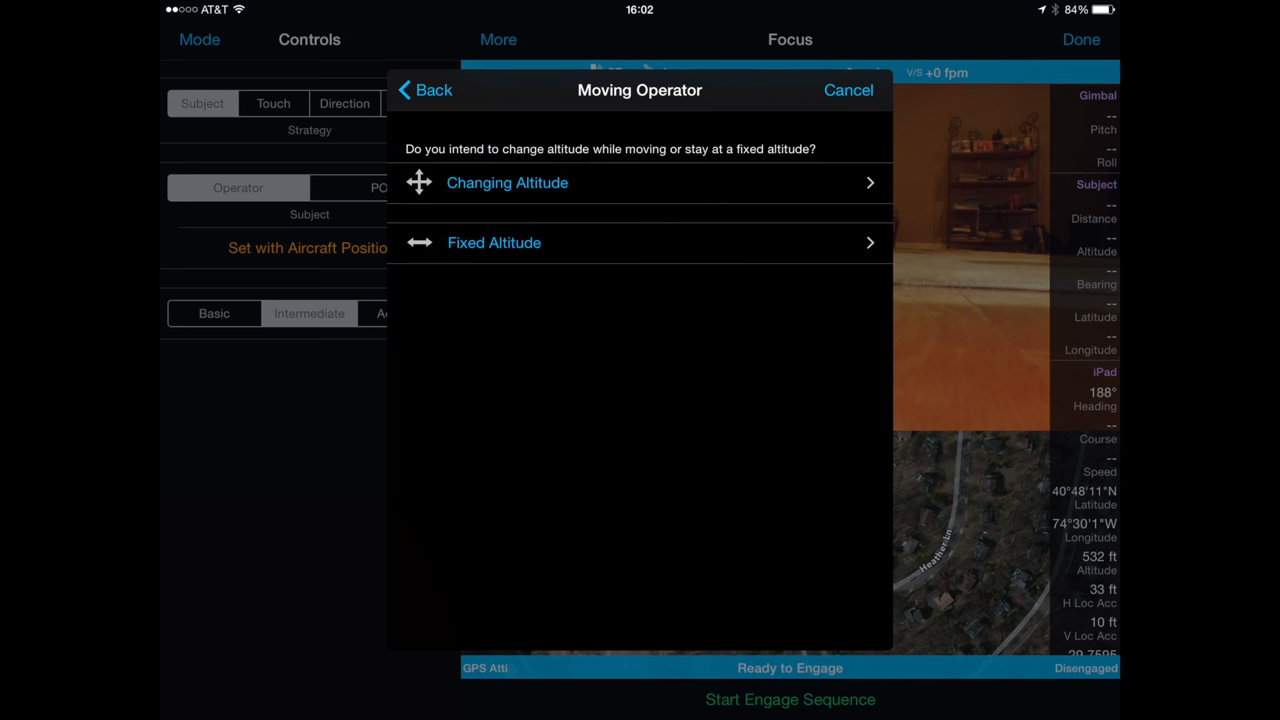 AT&T 16:02 84%
Mode Controls More Focus Done
V/S +0 fpm
Back Moving Operator Cancel
Subject Touch Direction
Strategy
Do you intend to change altitude while moving or stay at a fixed altitude?
Changing Altitude
Operator PO
Subject
Set with Aircraft Positio
Fixed Altitude
Basic Intermediate
Gimbal
--
Pitch
--
Roll
Subject
--
Distance
--
Altitude
--
Bearing
--
Latitude
--
Longitude
iPad
188°
Heading
--
Course
--
Speed
40°48'11"N
Latitude
74°30'1"W
Longitude
532 ft
Altitude
33 ft
H Loc Acc
10 ft
V Loc Acc
29.7595
Heather Ln
GPS Atti Ready to Engage Disengaged
Start Engage Sequence